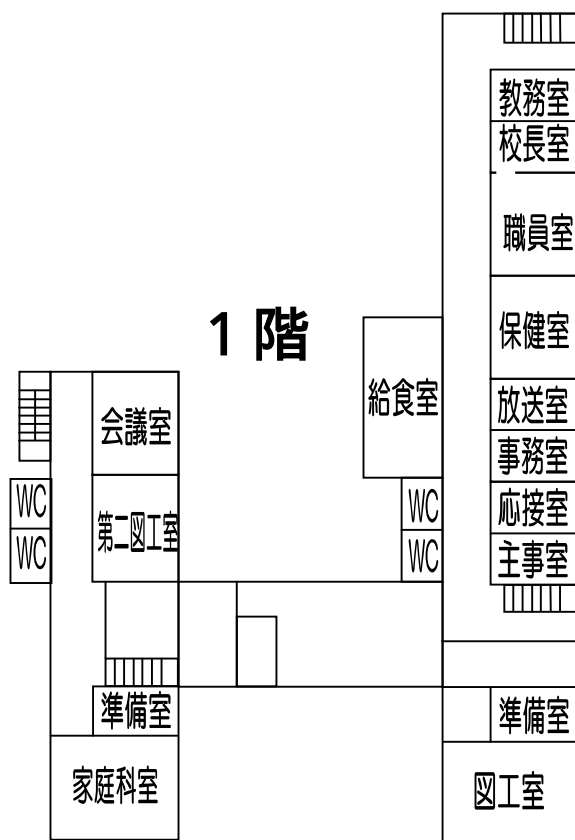 教務室
校長室
職員室
1 階
保健室
給食室
放送室
会議室
事務室
WC
WC
応接室
第二図工室
WC
WC
主事室
準備室
準備室
家庭科室
図工室